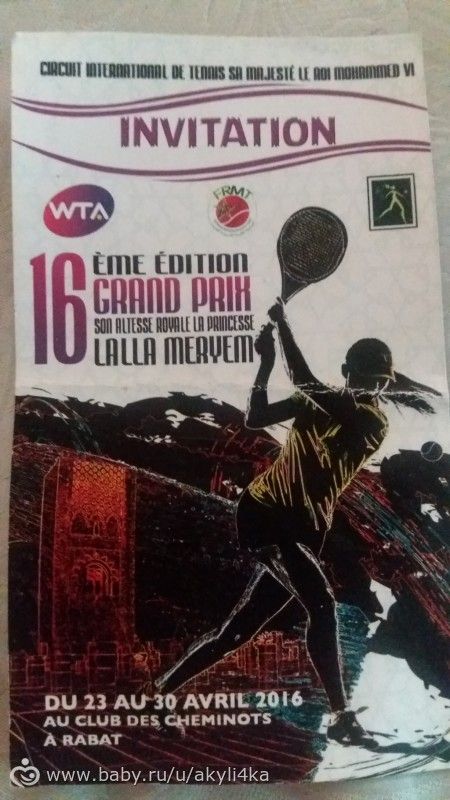 CIRCUIT INTERNATIONAL DE TENNIS SA MAJESTÉ LE ROI MOHAMMED VI
INVITATION
WTA
FRMT
16 ÈME ÉDITION
GRAND PRIX
SON ALTESSE ROYALE LA PRINCESSE
LALLA MERYEM
DU 23 AU 30 AVRIL 2016
AU CLUB DES CHEMINOTS
À RABAT
www.baby.ru/u/akyli4ka